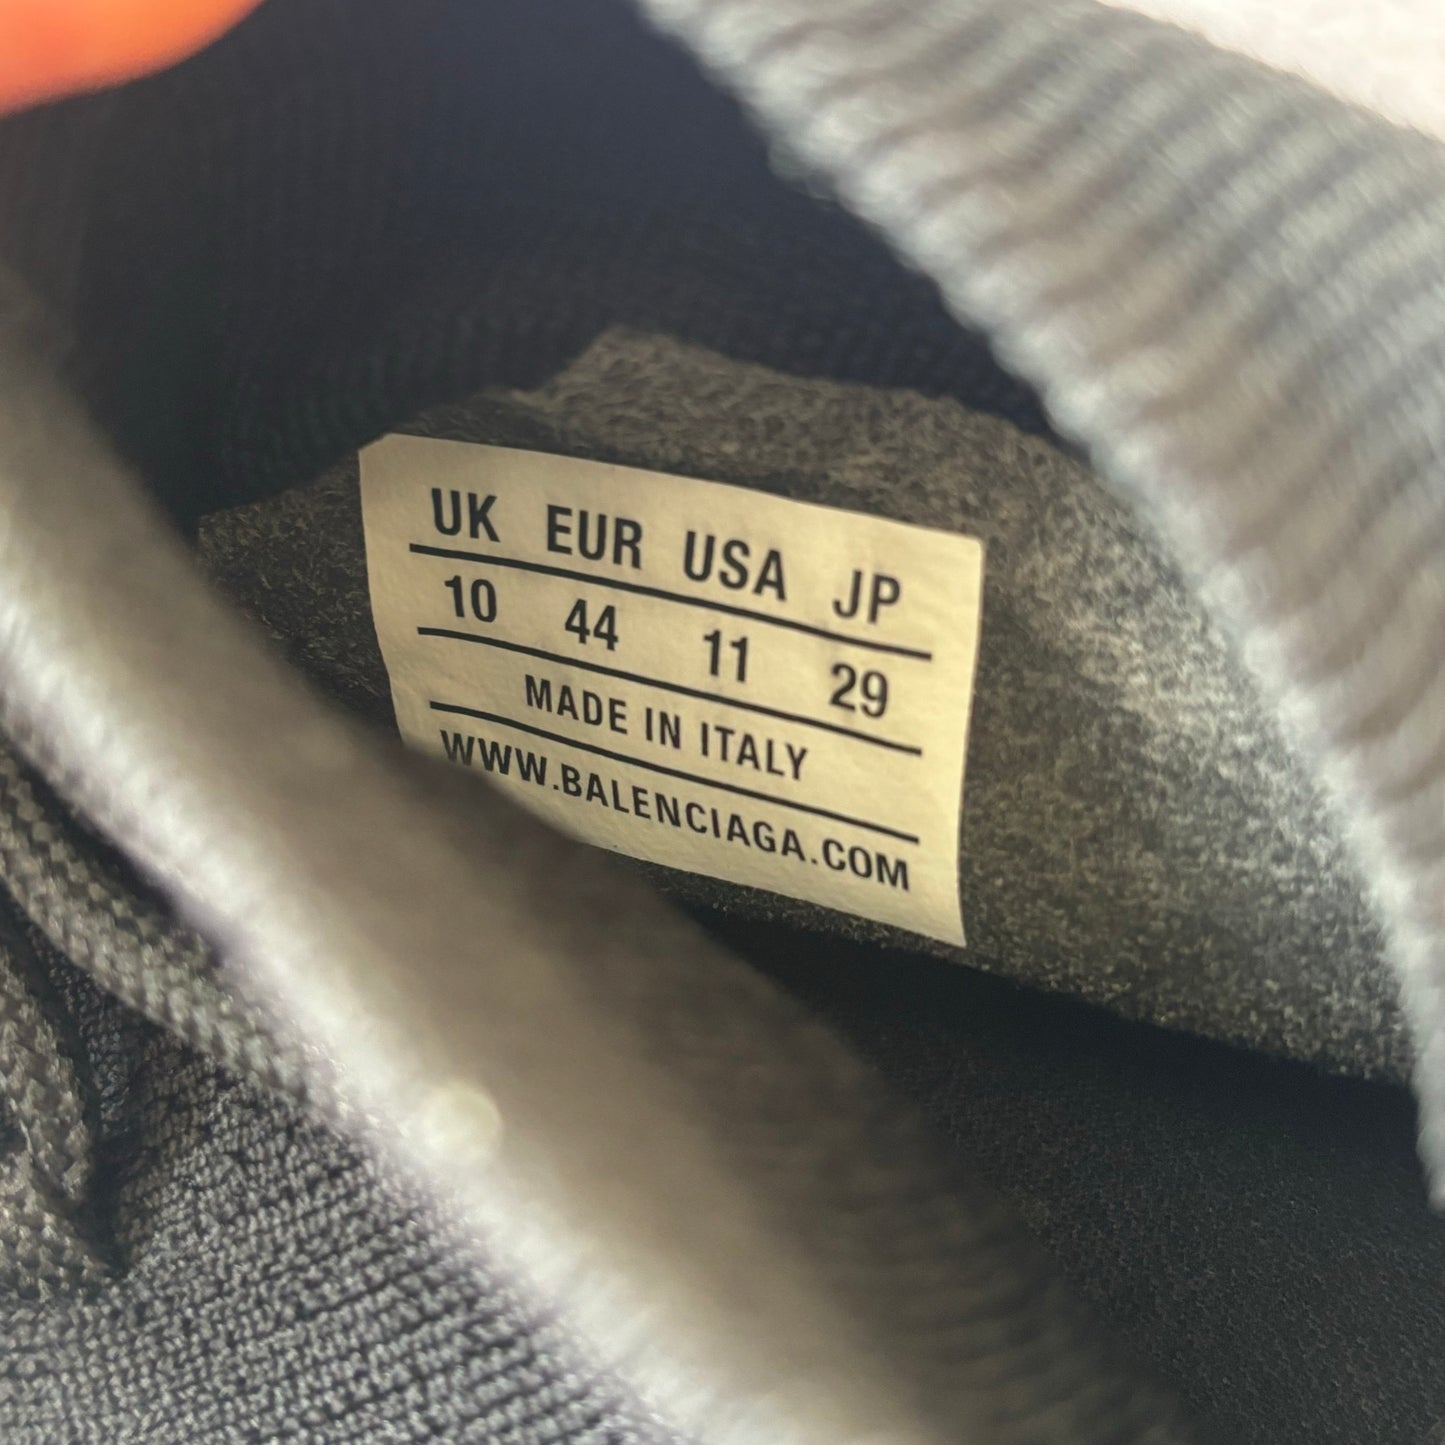 UK EUR USA JP
10 44 11 29
MADE IN ITALY
WWW.BALENCIAGA.COM